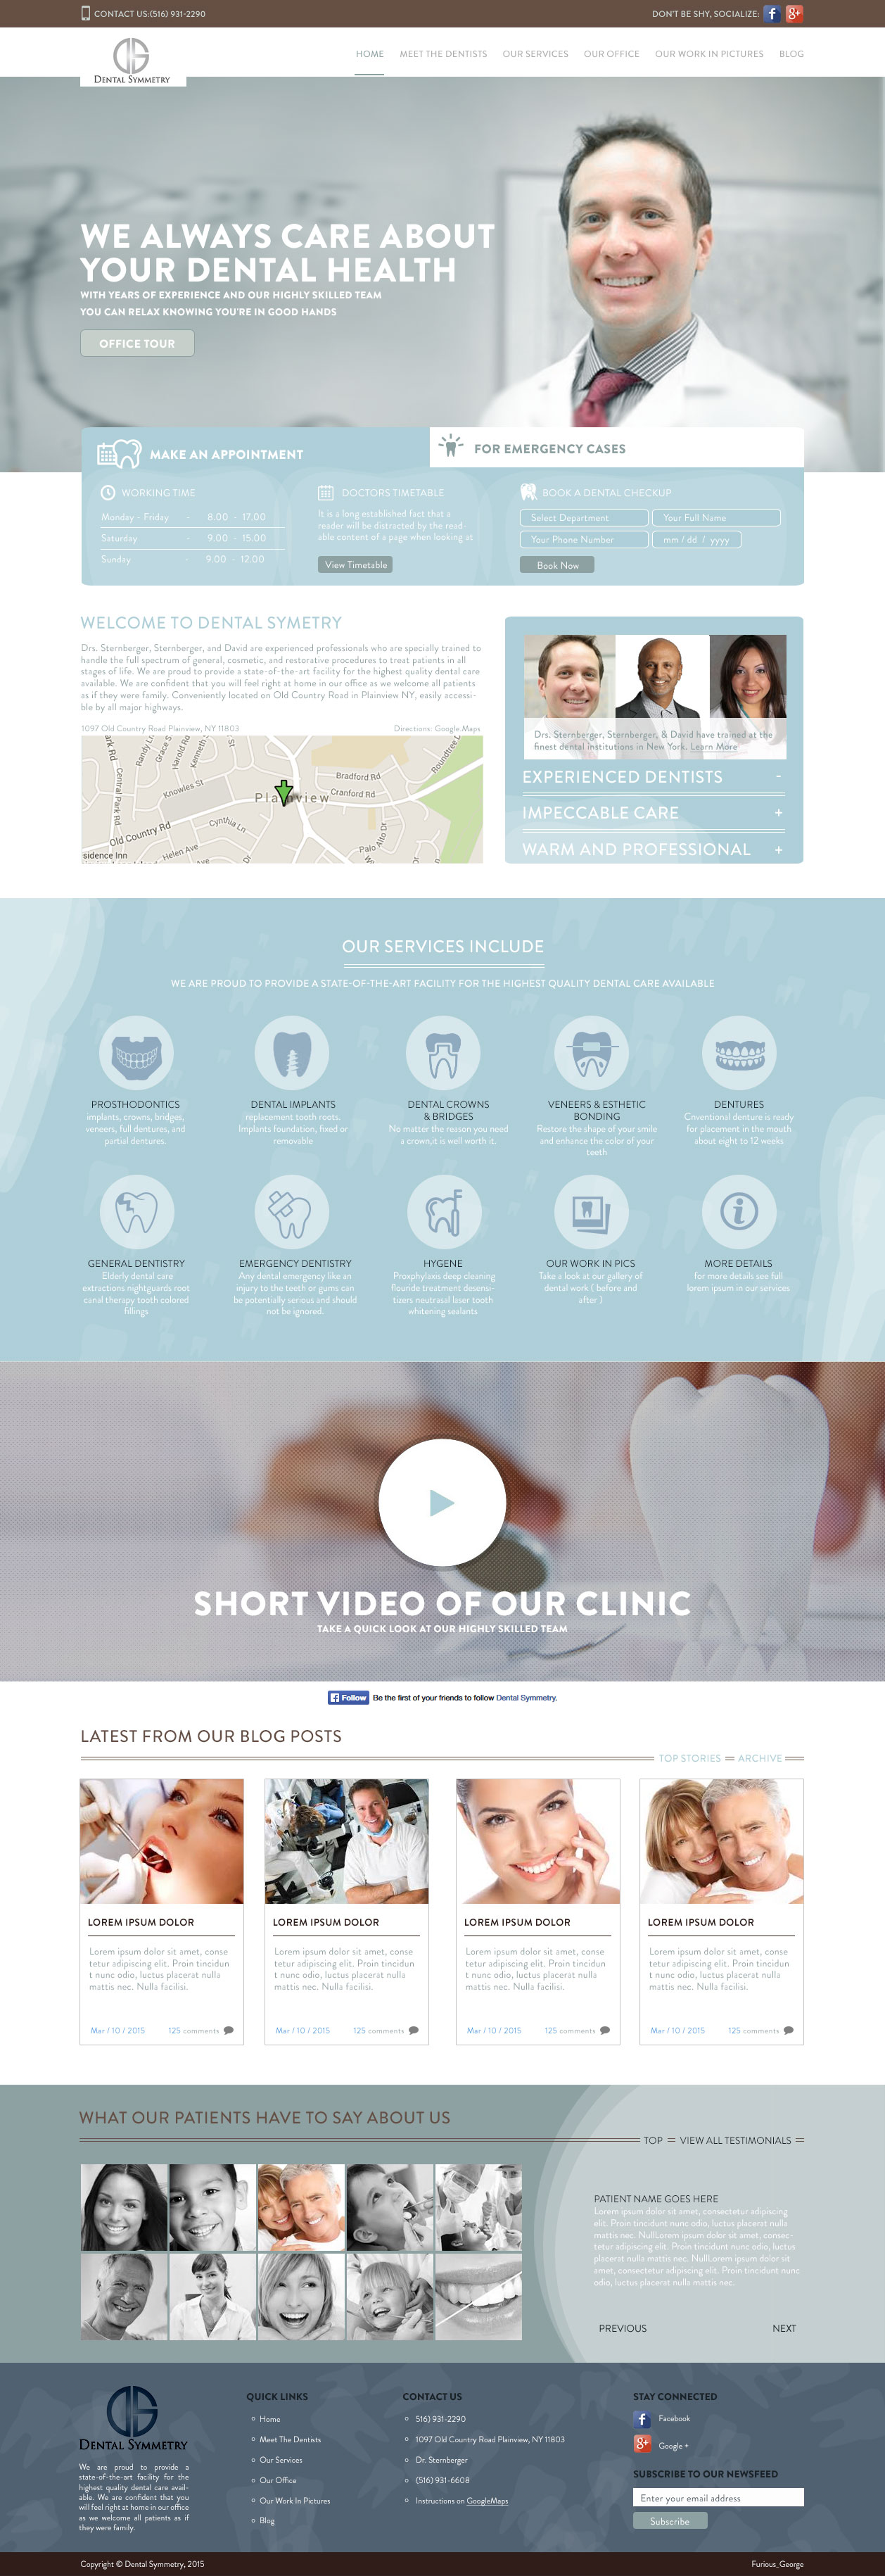 CONTACT US:(516) 931-2290
DON'T BE SHY, SOCIALIZE:
DENTAL SYMMETRY
HOME MEET THE DENTISTS OUR SERVICES OUR OFFICE OUR WORK IN PICTURES BLOG
WE ALWAYS CARE ABOUT
YOUR DENTAL HEALTH
WITH YEARS OF EXPERIENCE AND OUR HIGHLY SKILLED TEAM
YOU CAN RELAX KNOWING YOU'RE IN GOOD HANDS
OFFICE TOUR
MAKE AN APPOINTMENT
FOR EMERGENCY CASES
WORKING TIME
Monday - Friday - 8.00 - 17.00
Saturday - 9.00 - 15.00
Sunday - 9.00 - 12.00
DOCTORS TIMETABLE
It is a long established fact that a
reader will be distracted by the read-
able content of a page when looking at
View Timetable
BOOK A DENTAL CHECKUP
Select Department
Your Full Name
Your Phone Number
mm / dd / yyyy
Book Now
WELCOME TO DENTAL SYMETRY
Drs. Sternberger, Sternberger, and David are experienced professionals who are specially trained to
handle the full spectrum of general, cosmetic, and restorative procedures to treat patients in all
stages of life. We are proud to provide a state-of-the-art facility for the highest quality dental care
available. We are confident that you will feel right at home in our office as we welcome all patients
as if they were family. Conveniently located on Old Country Road in Plainview NY, easily accessi-
ble by all major highways.
1097 Old Country Road Plainview, NY 11803
Directions: Google Maps
Central Park Rd
Knowles St
Bradford Rd
Cranford Rd
Plainview
Cynthia Ln
Old Country Rd
Helen Ave
Palo Alto Dr
sidence Inn
Drs. Sternberger, Sternberger, & David have trained at the
finest dental institutions in New York. Learn More
EXPERIENCED DENTISTS -
IMPECCABLE CARE +
WARM AND PROFESSIONAL +
OUR SERVICES INCLUDE
WE ARE PROUD TO PROVIDE A STATE-OF-THE-ART FACILITY FOR THE HIGHEST QUALITY DENTAL CARE AVAILABLE
PROSTHODONTICS
implants, crowns, bridges,
veneers, full dentures, and
partial dentures.
DENTAL IMPLANTS
replacement tooth roots.
Implants foundation, fixed or
removable
DENTAL CROWNS
& BRIDGES
No matter the reason you need
a crown,it is well worth it.
VENEERS & ESTHETIC
BONDING
Restore the shape of your smile
and enhance the color of your
teeth
DENTURES
Cnventional denture is ready
for placement in the mouth
about eight to 12 weeks
GENERAL DENTISTRY
Elderly dental care
extractions nightguards root
canal therapy tooth colored
fillings
EMERGENCY DENTISTRY
Any dental emergency like an
injury to the teeth or gums can
be potentially serious and should
not be ignored.
HYGENE
Proxphylaxis deep cleaning
flouride treatment desensi-
tizers neutrasal laser tooth
whitening sealants
OUR WORK IN PICS
Take a look at our gallery of
dental work ( before and
after )
MORE DETAILS
for more details see full
lorem ipsum in our services
SHORT VIDEO OF OUR CLINIC
TAKE A QUICK LOOK AT OUR HIGHLY SKILLED TEAM
Follow Be the first of your friends to follow Dental Symmetry.
LATEST FROM OUR BLOG POSTS
TOP STORIES ARCHIVE
LOREM IPSUM DOLOR
Lorem ipsum dolor sit amet, conse
tetur adipiscing elit. Proin tincidun
t nunc odio, luctus placerat nulla
mattis nec. Nulla facilisi.
Mar / 10 / 2015 125 comments
LOREM IPSUM DOLOR
Lorem ipsum dolor sit amet, conse
tetur adipiscing elit. Proin tincidun
t nunc odio, luctus placerat nulla
mattis nec. Nulla facilisi.
Mar / 10 / 2015 125 comments
LOREM IPSUM DOLOR
Lorem ipsum dolor sit amet, conse
tetur adipiscing elit. Proin tincidun
t nunc odio, luctus placerat nulla
mattis nec. Nulla facilisi.
Mar / 10 / 2015 125 comments
LOREM IPSUM DOLOR
Lorem ipsum dolor sit amet, conse
tetur adipiscing elit. Proin tincidun
t nunc odio, luctus placerat nulla
mattis nec. Nulla facilisi.
Mar / 10 / 2015 125 comments
WHAT OUR PATIENTS HAVE TO SAY ABOUT US
TOP VIEW ALL TESTIMONIALS
PATIENT NAME GOES HERE
Lorem ipsum dolor sit amet, consectetur adipiscing
elit. Proin tincidunt nunc odio, luctus placerat nulla
mattis nec. NullLorem ipsum dolor sit amet, consec-
tetur adipiscing elit. Proin tincidunt nunc odio, luctus
placerat nulla mattis nec. NullLorem ipsum dolor sit
amet, consectetur adipiscing elit. Proin tincidunt nunc
odio, luctus placerat nulla mattis nec.
PREVIOUS
NEXT
DENTAL SYMMETRY
We are proud to provide a
state-of-the-art facility for the
highest quality dental care avail-
able. We are confident that you
will feel right at home in our office
as we welcome all patients as if
they were family.
QUICK LINKS
Home
Meet The Dentists
Our Services
Our Office
Our Work In Pictures
Blog
CONTACT US
516) 931-2290
1097 Old Country Road Plainview, NY 11803
Dr. Sternberger
(516) 931-6608
Instructions on GoogleMaps
STAY CONNECTED
Facebook
Google +
SUBSCRIBE TO OUR NEWSFEED
Enter your email address
Subscribe
Copyright © Dental Symmetry, 2015
Furious_George